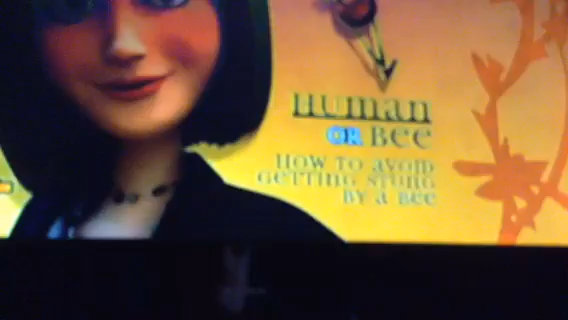 HUMAN
OR BEE
HOW TO AVOID
GETTING STUNG
BY A BEE